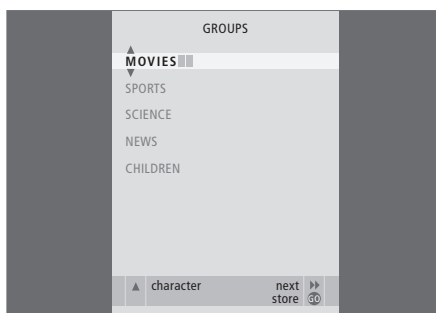 GROUPS
MOVIES
SPORTS
SCIENCE
NEWS
CHILDREN
character next
store GO